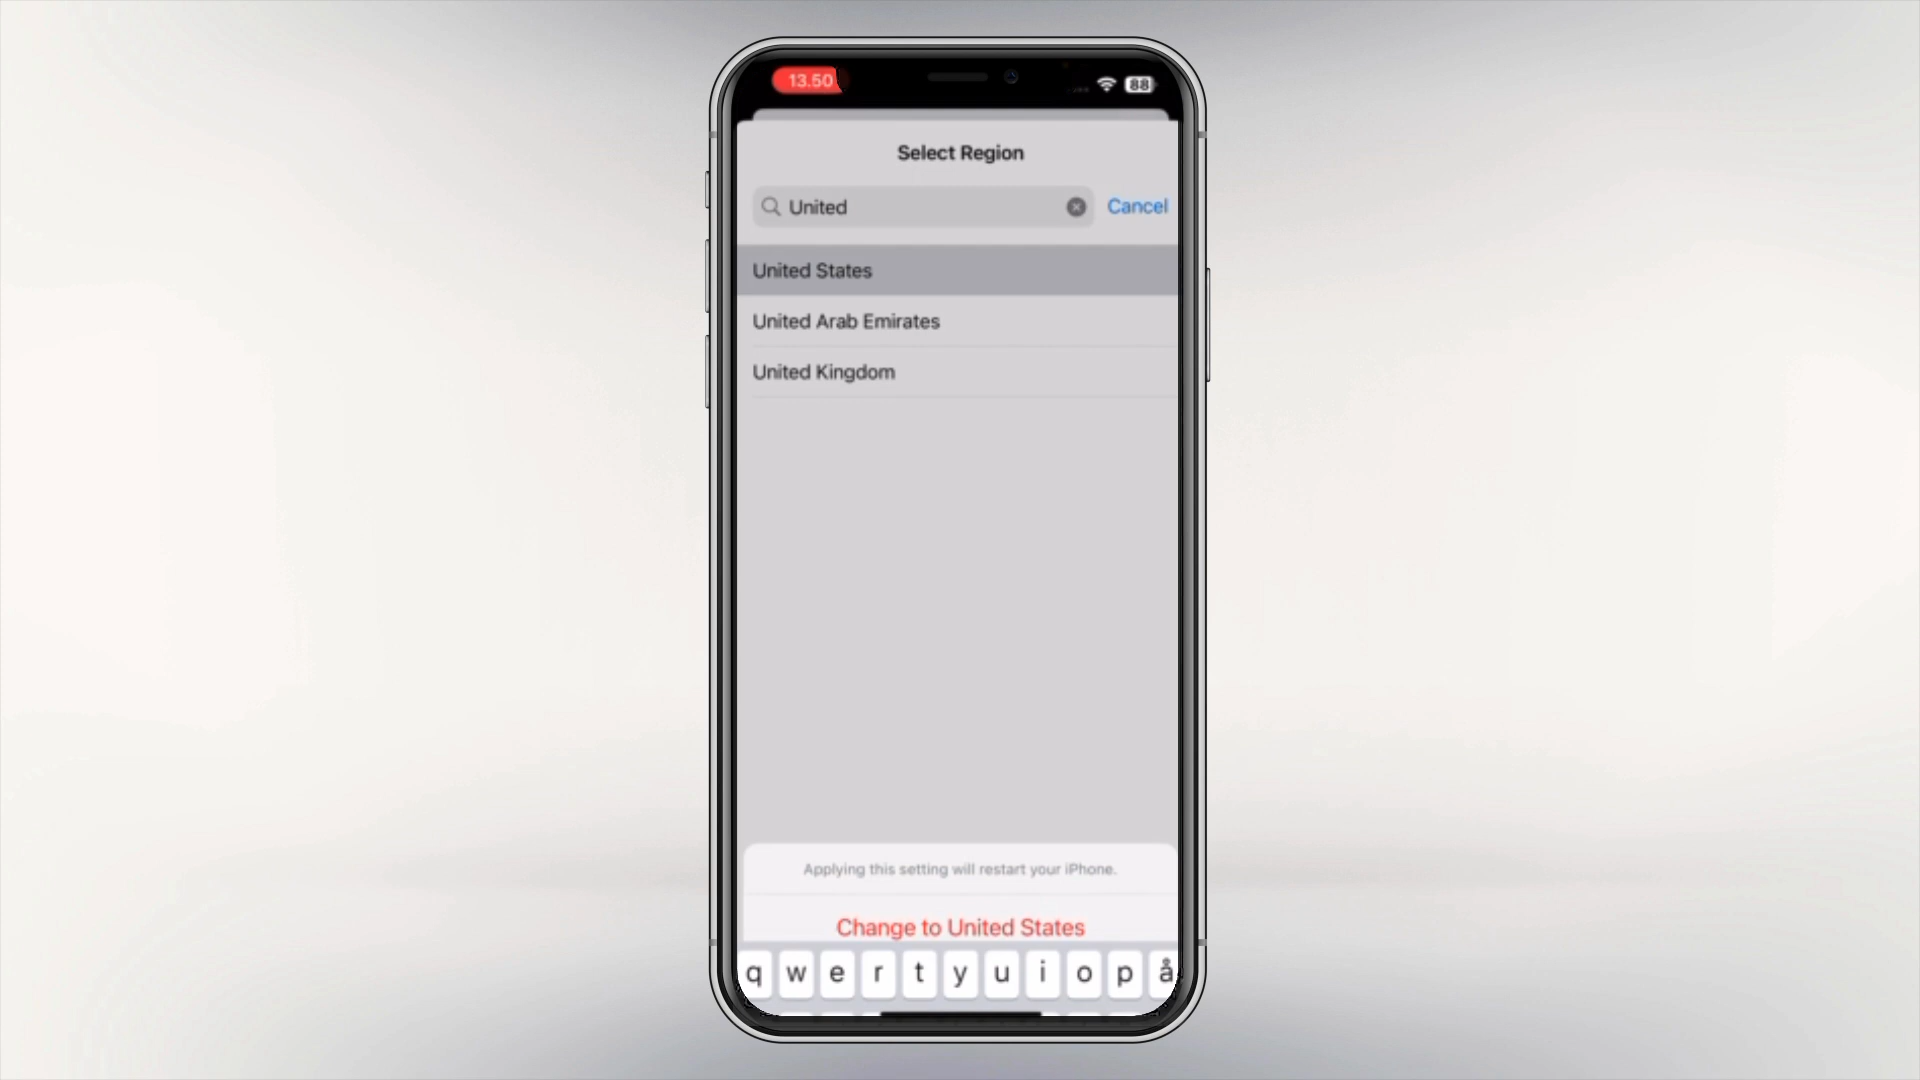 13.50
88
Select Region
United
Cancel
United States
United Arab Emirates
United Kingdom
Applying this setting will restart your iPhone.
Change to United States
q w e r t y u i o p å